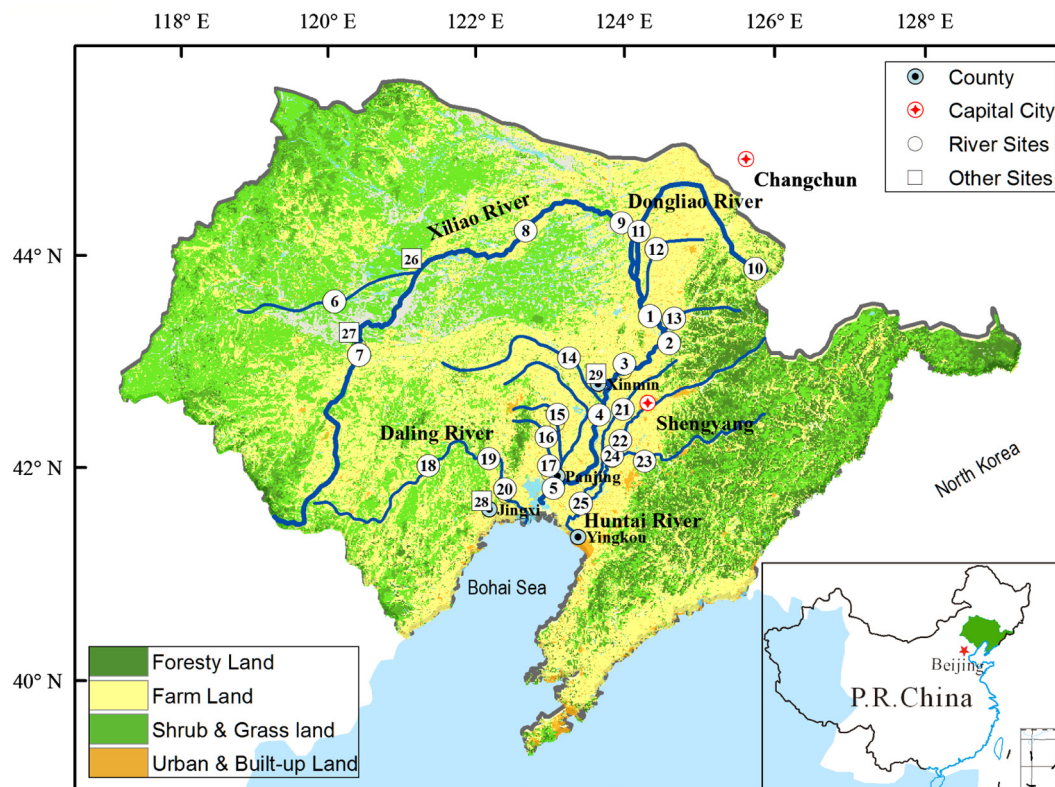 118° E
120° E
122° E
124° E
126° E
128° E
County
Capital City
River Sites
Other Sites
Changchun
Dongliao River
Xiliao River
9
11
8
12
44° N
26
10
6
27
1
13
7
2
14
3
29
Xinmin
15
4
21
Shengyang
Daling River
16
22
42° N
18
19
17
24
23
Panjing
20
5
28
25
Jingxi
Huntai River
Yingkou
North Korea
Bohai Sea
40° N
Foresty Land
Farm Land
Shrub & Grass land
Urban & Built-up Land
Beijing
P.R.China